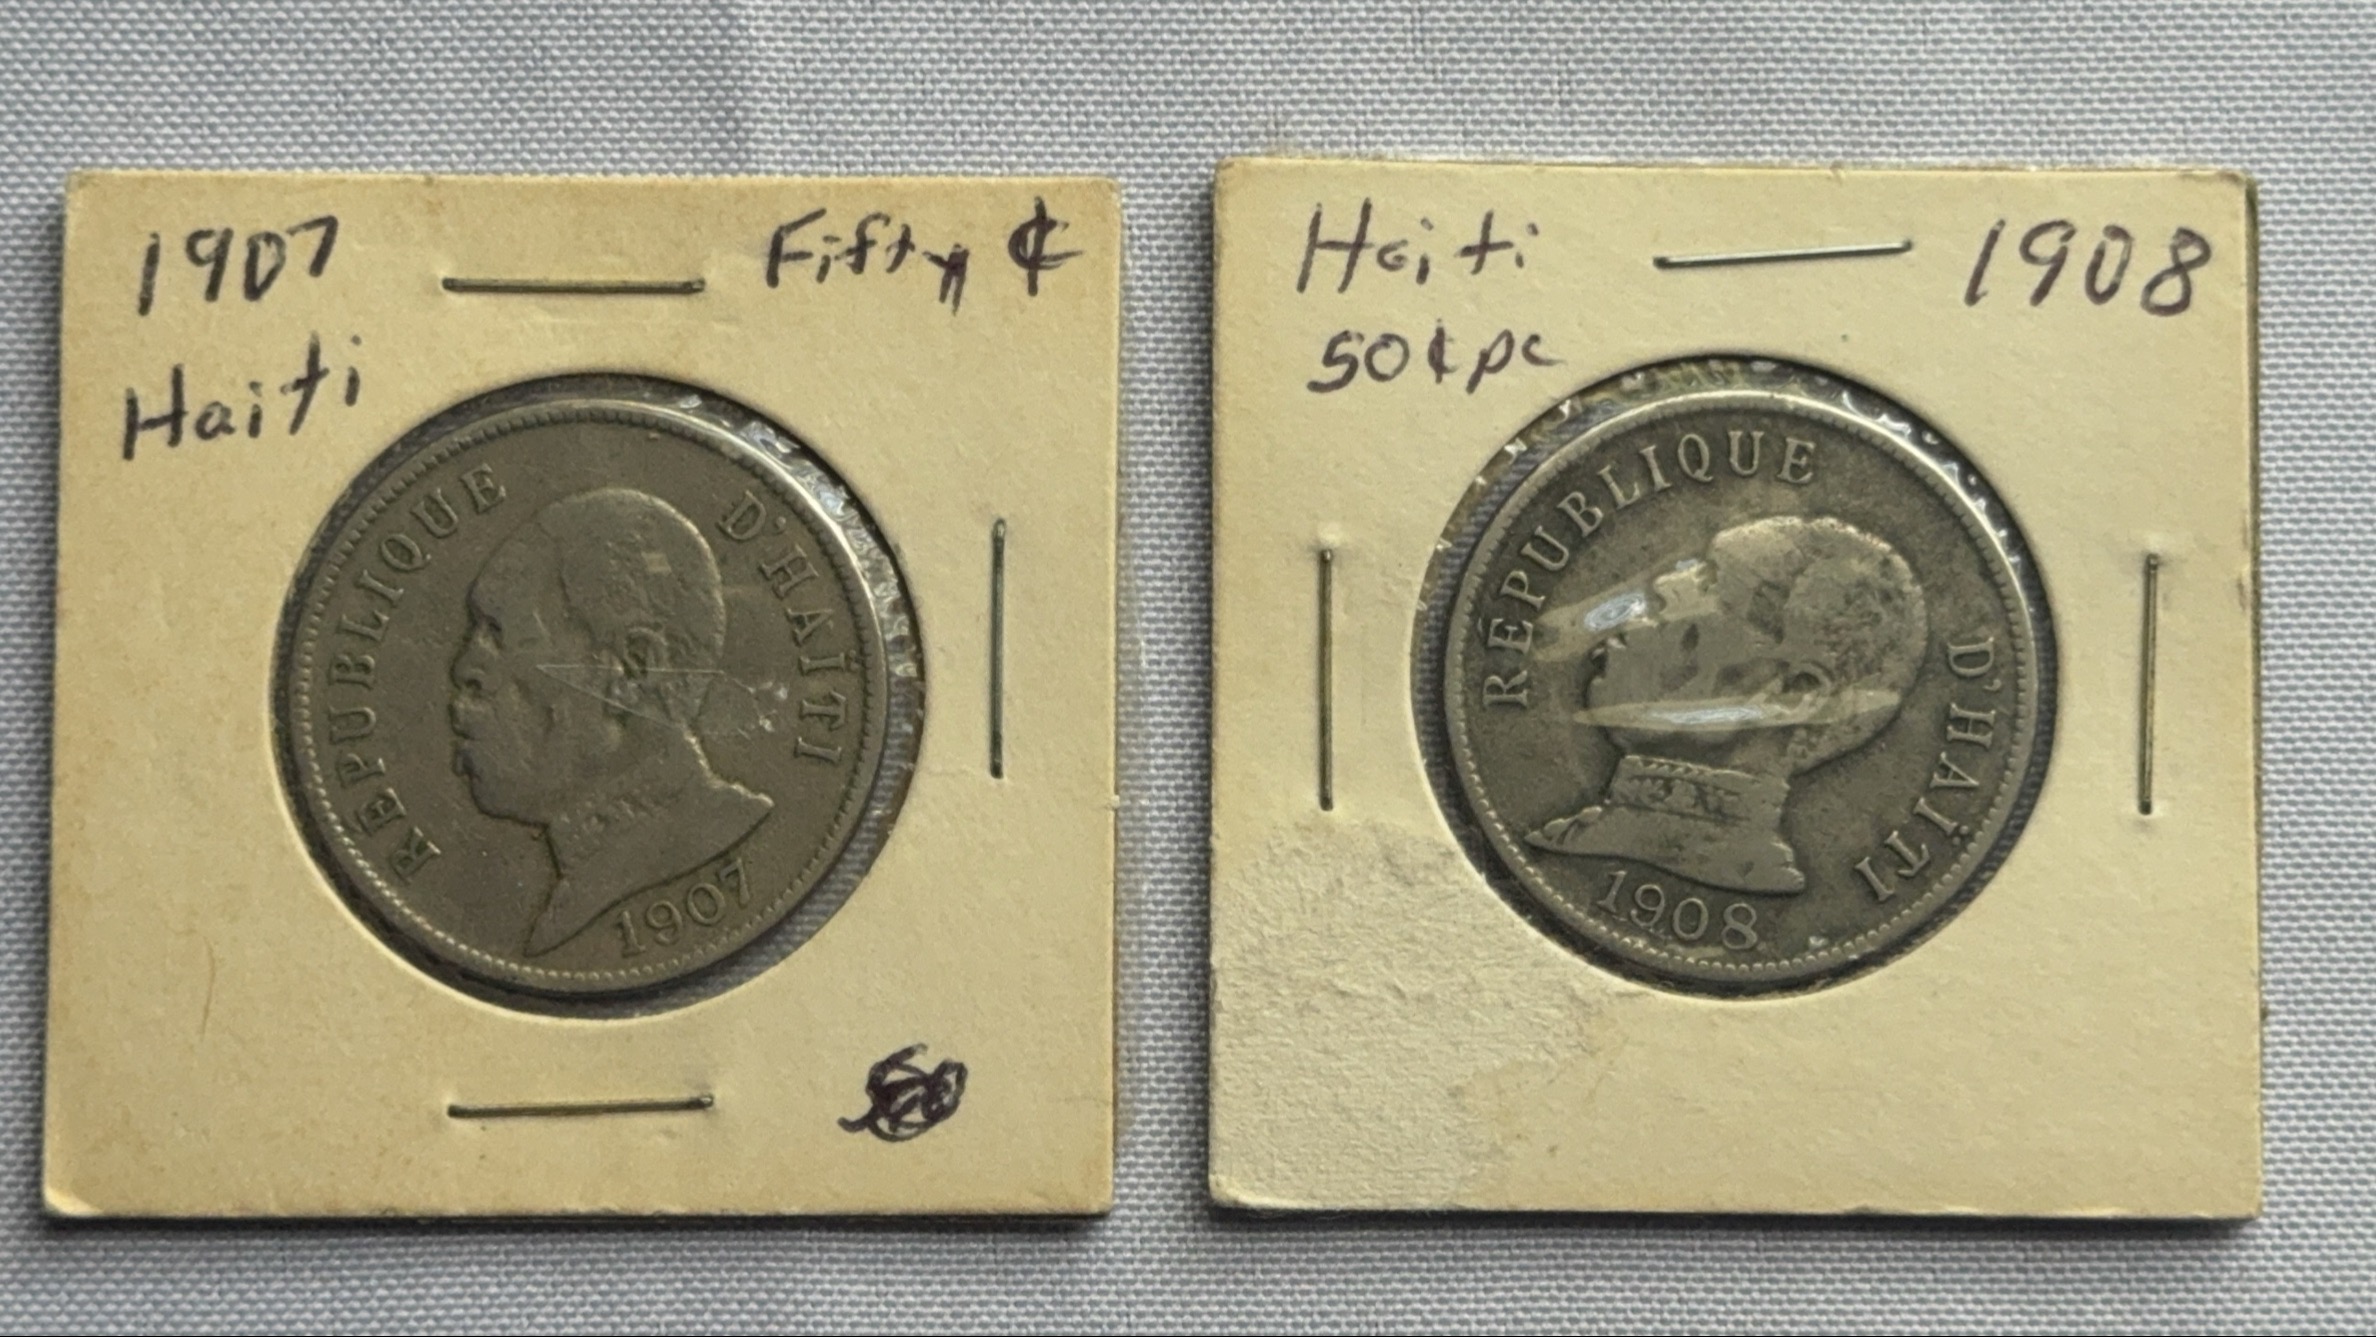 1907 Fifty ¢
Haiti
RÉPUBLIQUE D'HAÏTI
1907
Haiti 1908
50¢ pc
RÉPUBLIQUE D'HAÏTI
1908